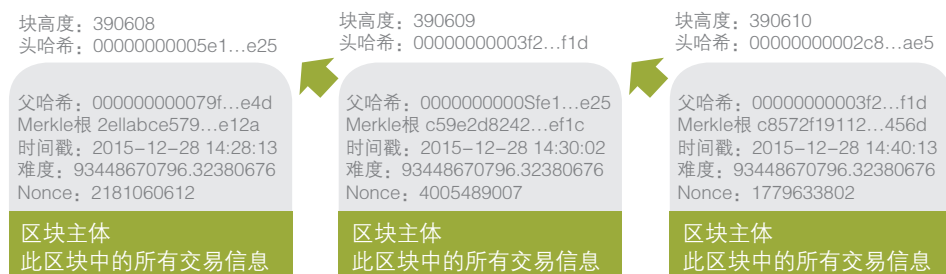 块高度：390608
头哈希：00000000005e1…e25
父哈希：000000000079f…e4d
Merkle根 2ellabce579…e12a
时间戳：2015-12-28 14:28:13
难度：93448670796.32380676
Nonce：2181060612
区块主体
此区块中的所有交易信息
块高度：390609
头哈希：00000000003f2…f1d
父哈希：0000000000Sfe1…e25
Merkle根 c59e2d8242…ef1c
时间戳：2015-12-28 14:30:02
难度：93448670796.32380676
Nonce：4005489007
区块主体
此区块中的所有交易信息
块高度：390610
头哈希：00000000002c8…ae5
父哈希：00000000003f2…f1d
Merkle根 c8572f19112…456d
时间戳：2015-12-28 14:40:13
难度：93448670796.32380676
Nonce：1779633802
区块主体
此区块中的所有交易信息